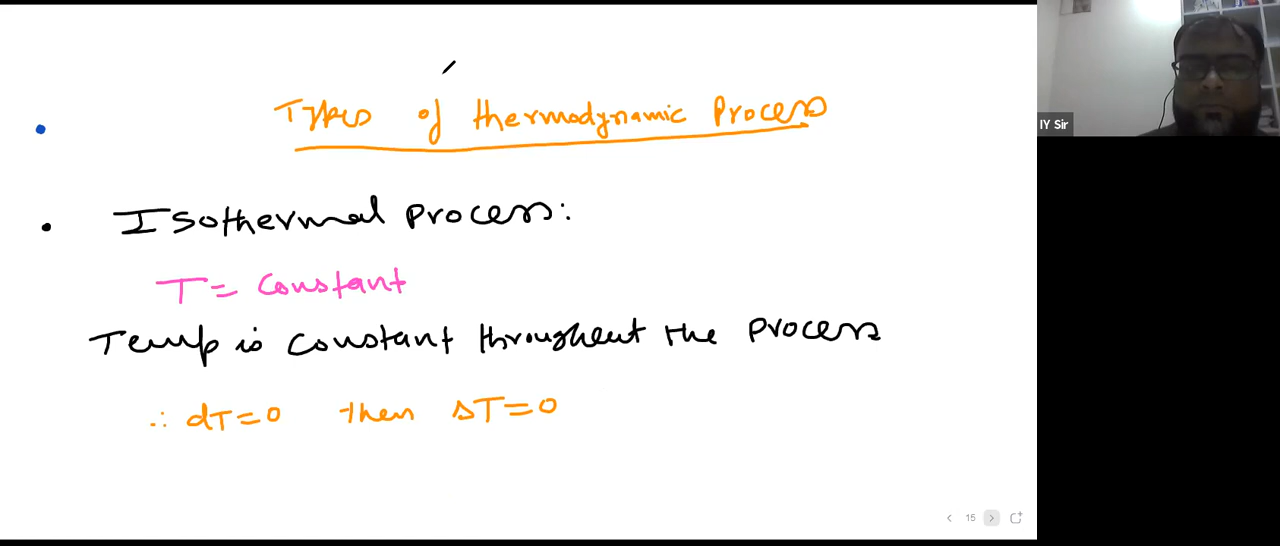 Types of thermodynamic Process
• Isothermal process:
T = constant
Temp is constant throughout the process
∴ dT=0 then ΔT=0
IY Sir
15